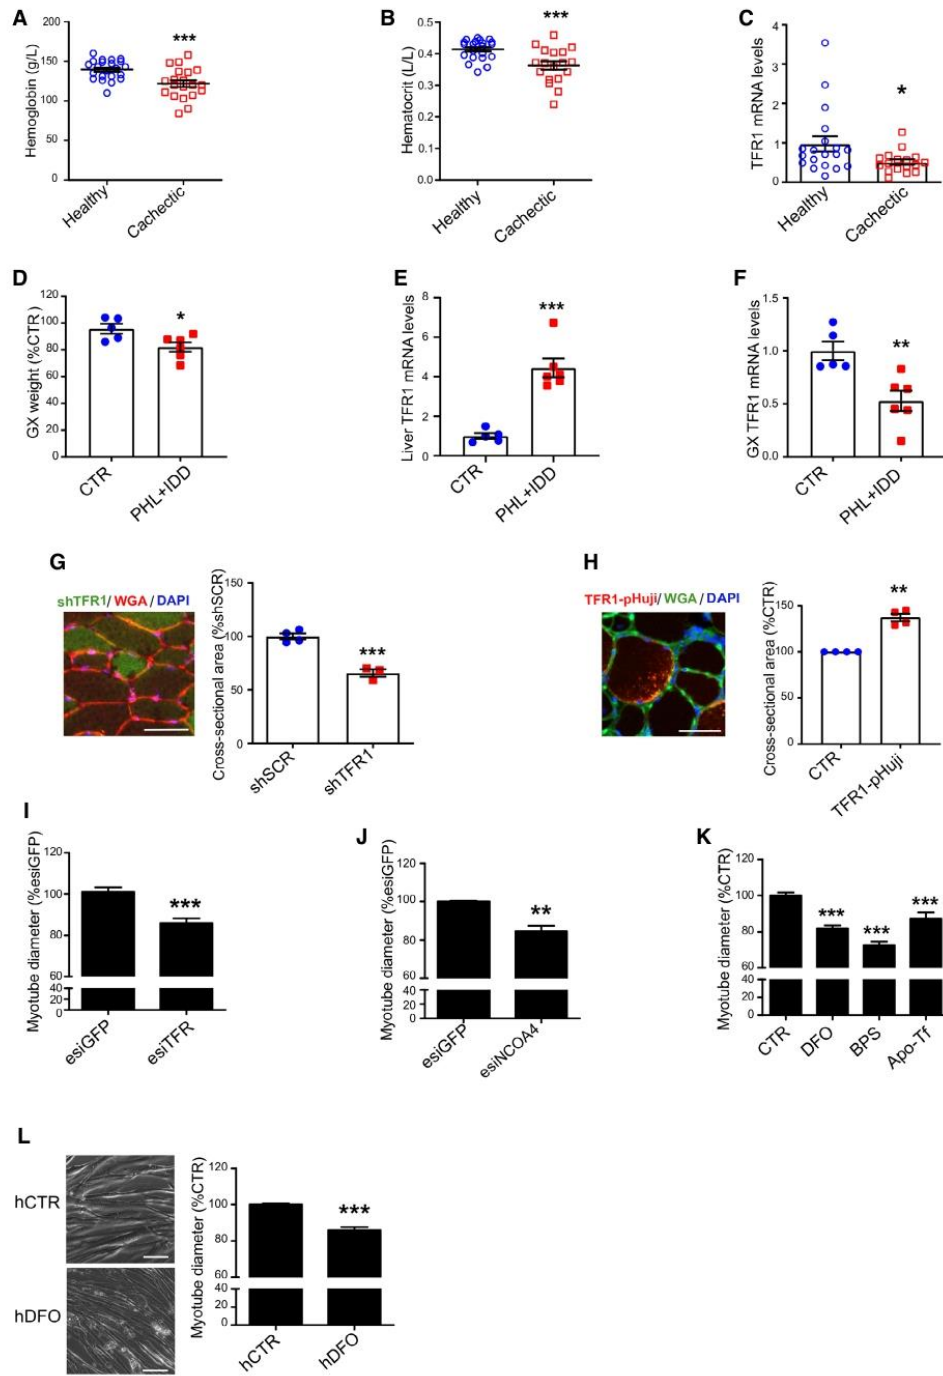 A
Hemoglobin (g/L)
200
150
100
50
0
***
Healthy
Cachectic
B
Hematocrit (L/L)
0.5
0.4
0.3
0.2
0.1
0.0
***
Healthy
Cachectic
C
TFR1 mRNA levels
4
3
2
1
0
*
Healthy
Cachectic
D
GX weight (%CTR)
120
100
80
60
40
20
0
*
CTR
PHL+IDD
E
Liver TFR1 mRNA levels
8
6
4
2
0
***
CTR
PHL+IDD
F
GX TFR1 mRNA levels
1.5
1.0
0.5
0.0
**
CTR
PHL+IDD
G
shTFR1/ WGA / DAPI
Cross-sectional area (%shSCR)
150
100
50
0
***
shSCR
shTFR1
H
TFR1-pHuji/ WGA / DAPI
Cross-sectional area (%CTR)
150
100
50
0
**
CTR
TFR1-pHuji
I
Myotube diameter (%esiGFP)
120
100
80
60
40
20
0
***
esiGFP
esiTFR
J
Myotube diameter (%esiGFP)
120
100
80
60
40
20
0
**
esiGFP
esiNCOA4
K
Myotube diameter (%CTR)
120
100
80
60
40
20
0
***
***
***
CTR
DFO
BPS
Apo-Tf
L
hCTR
hDFO
Myotube diameter (%CTR)
120
100
80
60
40
20
0
***
hCTR
hDFO